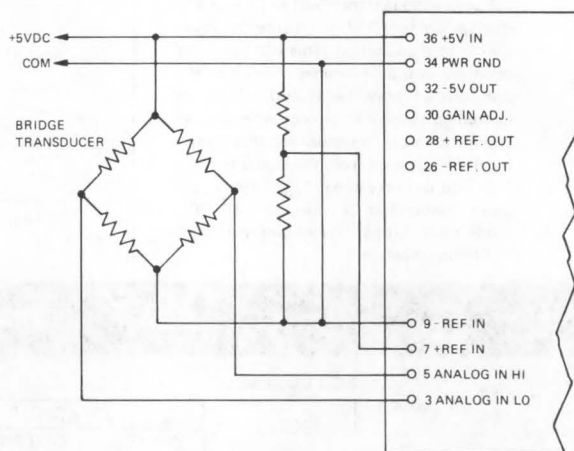 +5VDC
COM
BRIDGE
TRANSDUCER
36 +5V IN
34 PWR GND
32 -5V OUT
30 GAIN ADJ.
28 + REF. OUT
26 -REF. OUT
9 -REF IN
7 +REF IN
5 ANALOG IN HI
3 ANALOG IN LO